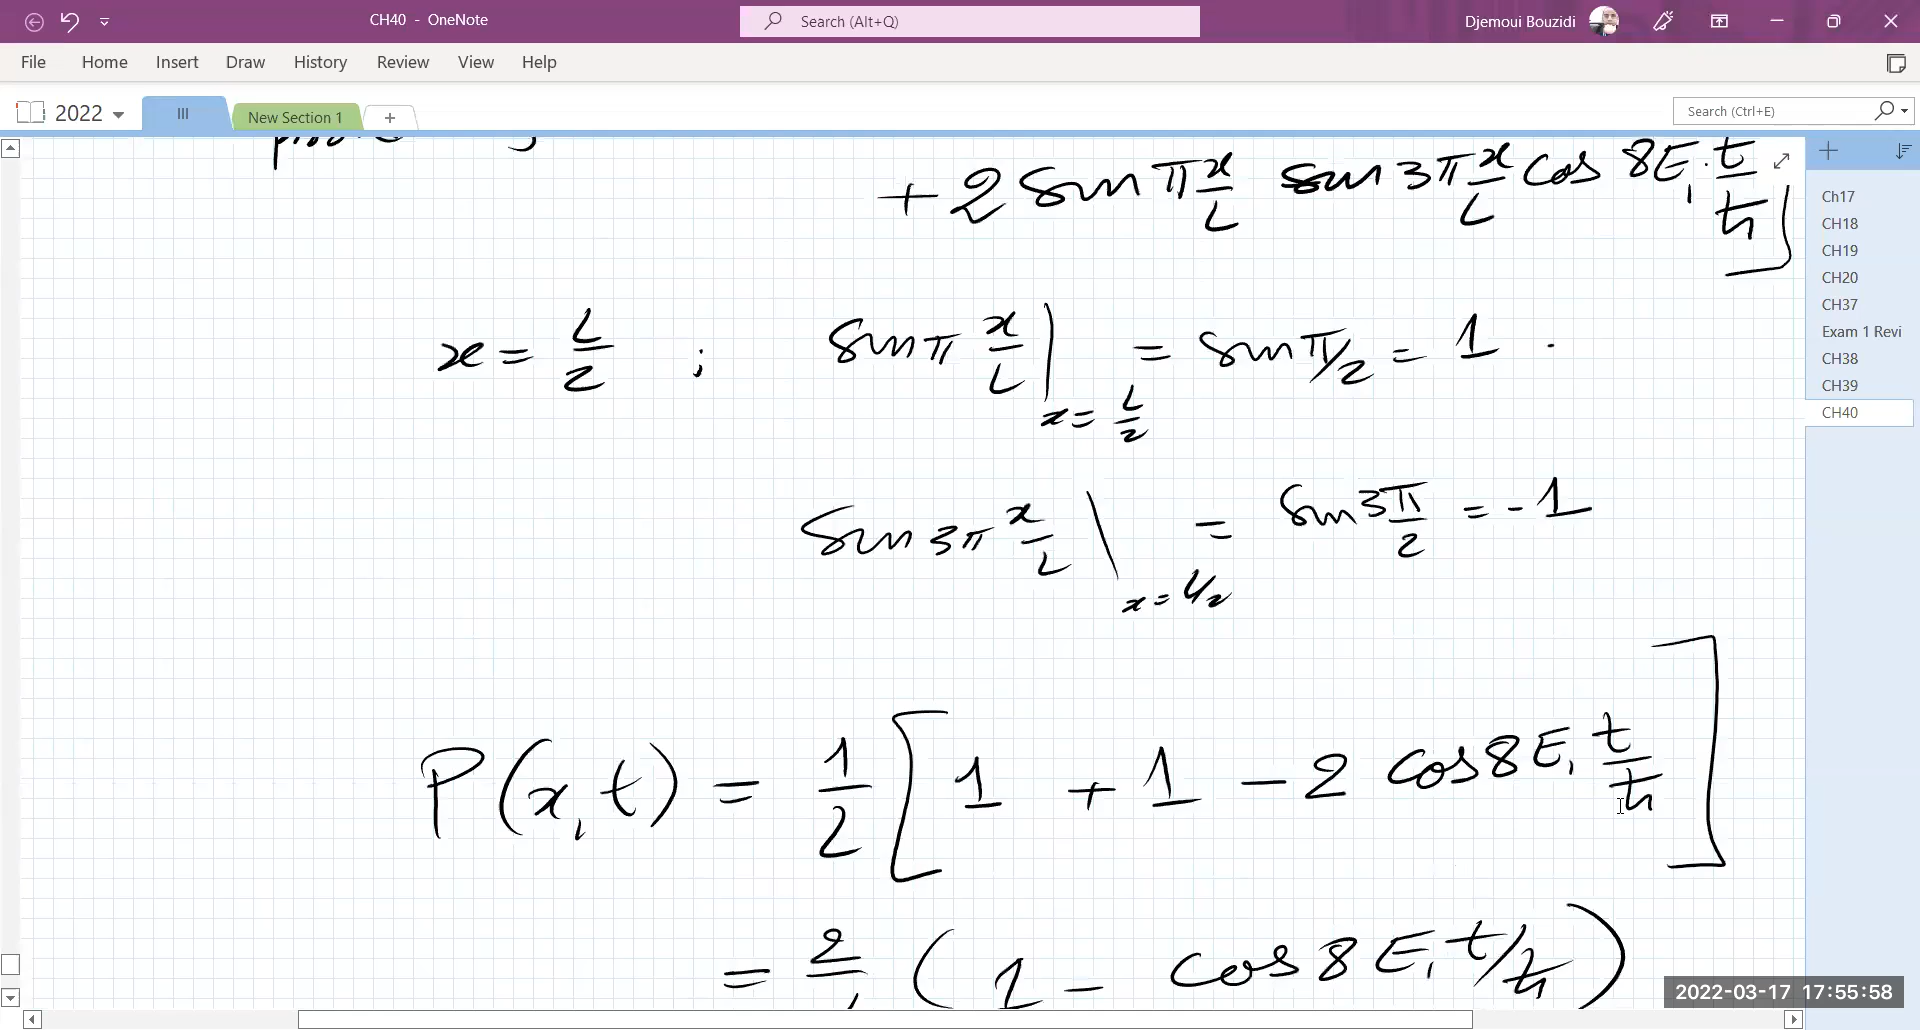 CH40 - OneNote
Search (Alt+Q)
Djemoui Bouzidi
File Home Insert Draw History Review View Help
2022
III
New Section 1
+
Search (Ctrl+E)
+ 2 sin π x/L sin 3π x/L cos 8E₁ · t/ħ ]
x = L/2 ; sin π x/L | x = L/2 = sin π/2 = 1 .
sin 3π x/L | x = L/2 = sin 3π/2 = -1
P(x,t) = 1/2 [ 1 + 1 - 2 cos 8E₁ t/ħ ]
= 2/ ( 1 - cos 8E₁ t/ħ )
Ch17
CH18
CH19
CH20
CH37
Exam 1 Revi
CH38
CH39
CH40
2022-03-17 17:55:58